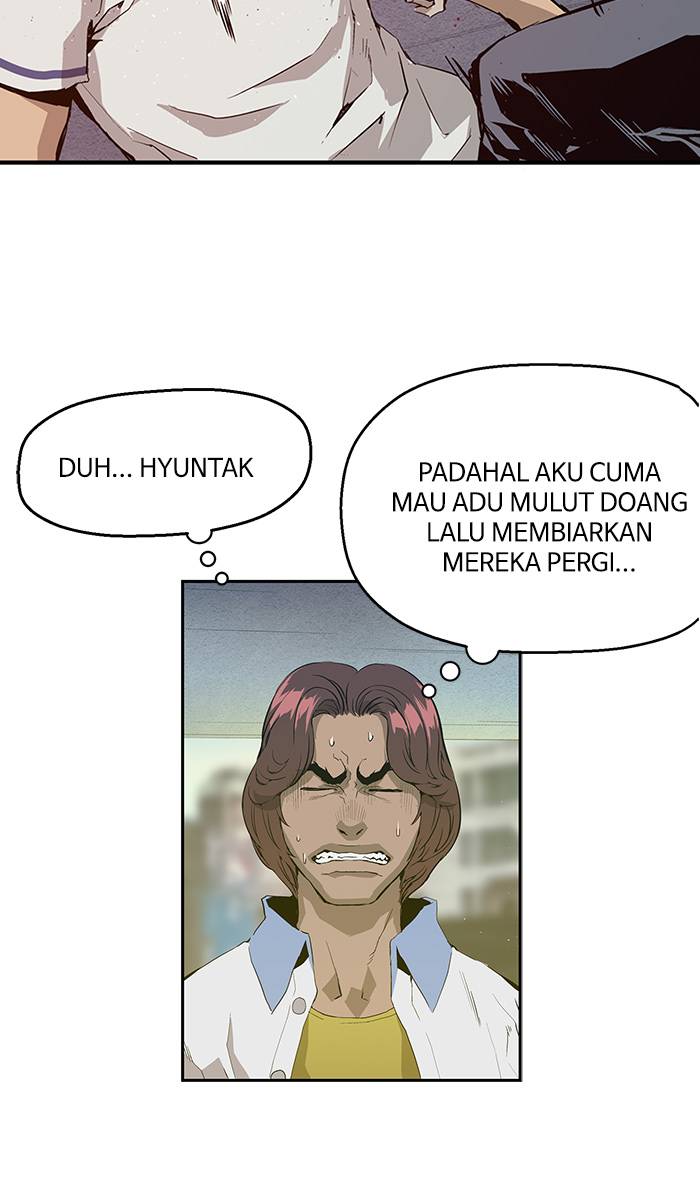 DUH... HYUNTAK
PADAHAL AKU CUMA
MAU ADU MULUT DOANG
LALU MEMBIARKAN
MEREKA PERGI...